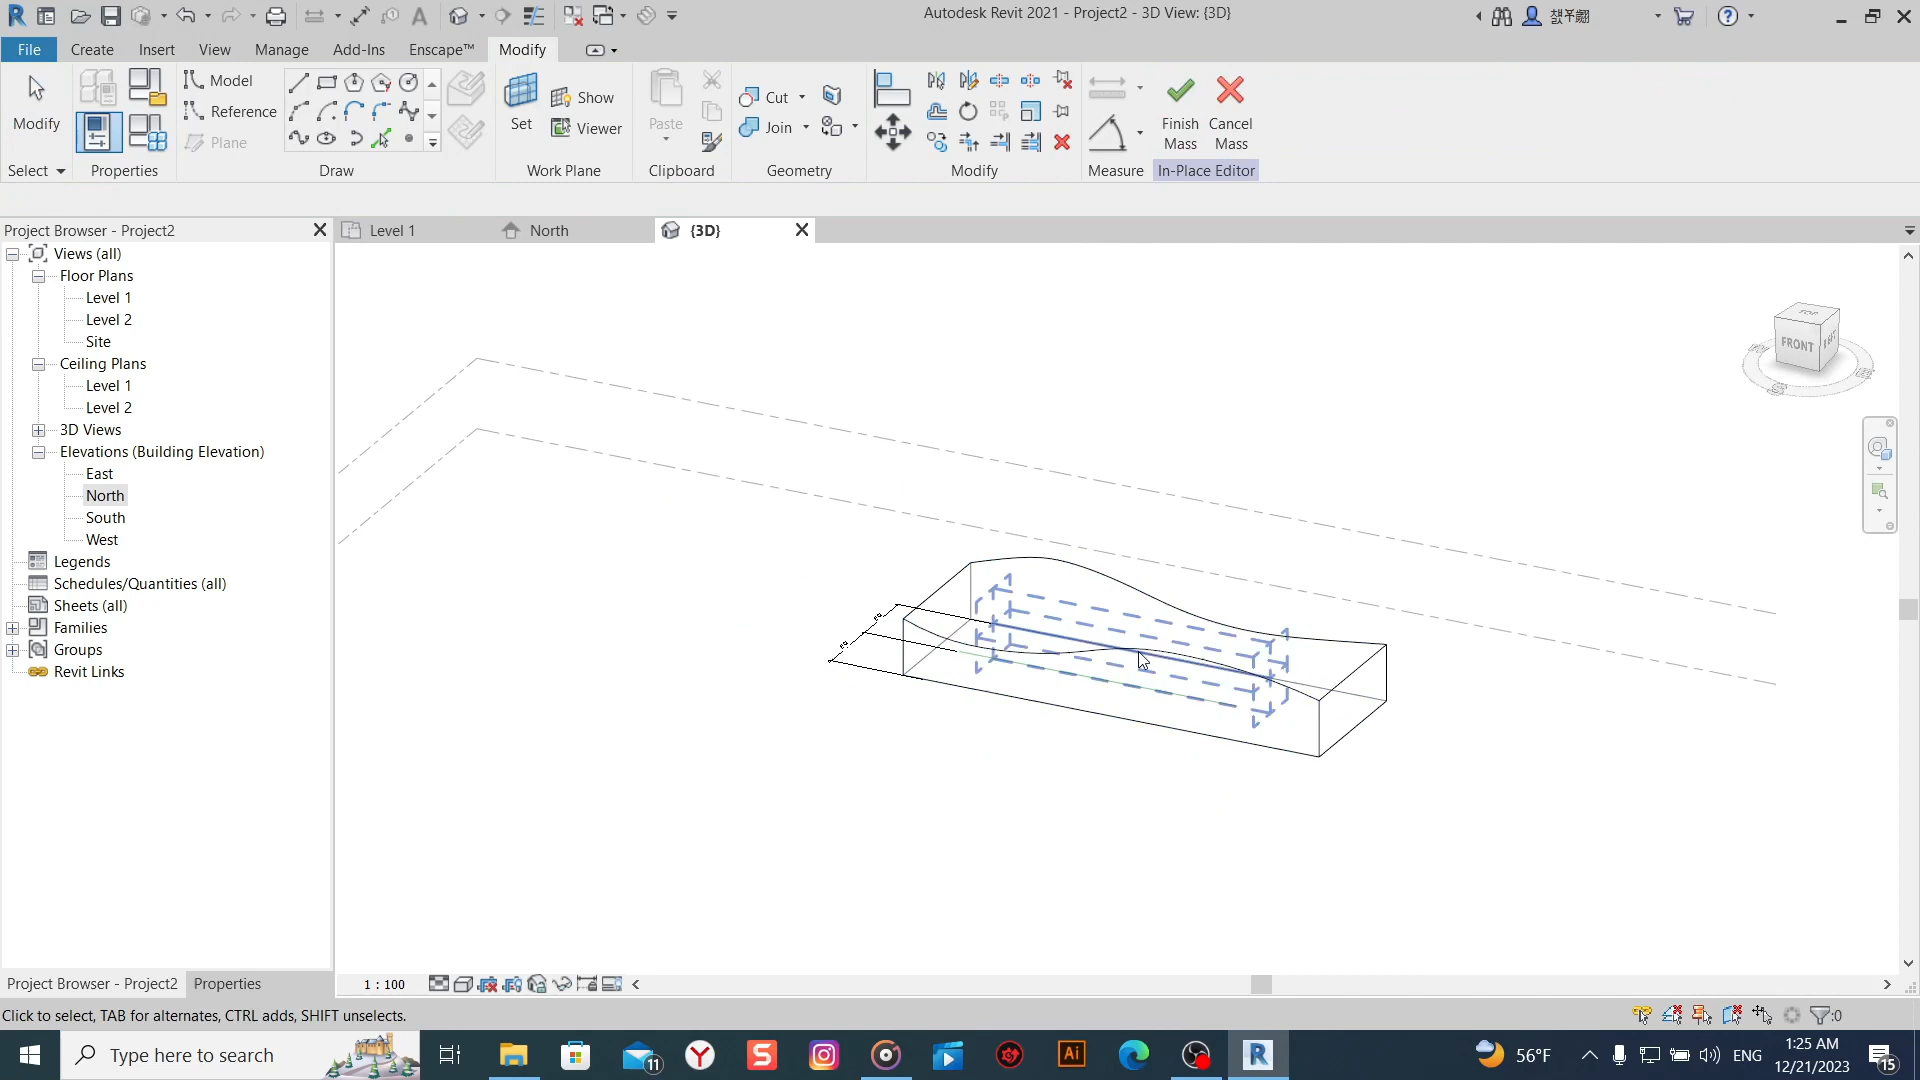 Autodesk Revit 2021 - Project2 - 3D View: {3D}
File
Create
Insert
View
Manage
Add-Ins
Enscape™
Modify
Modify
Model
Reference
Plane
Set
Show
Viewer
Paste
Cut
Join
Finish
Mass
Cancel
Mass
Select
Properties
Draw
Work Plane
Clipboard
Geometry
Modify
Measure
In-Place Editor
Project Browser - Project2
Level 1
North
{3D}
Views (all)
Floor Plans
Level 1
Level 2
Site
Ceiling Plans
Level 1
Level 2
3D Views
Elevations (Building Elevation)
East
North
South
West
Legends
Schedules/Quantities (all)
Sheets (all)
Families
Groups
Revit Links
TOP
FRONT
LEFT
Project Browser - Project2
Properties
1 : 100
Click to select, TAB for alternates, CTRL adds, SHIFT unselects.
:0
Type here to search
11
Ai
56°F
ENG
1:25 AM
12/21/2023
15